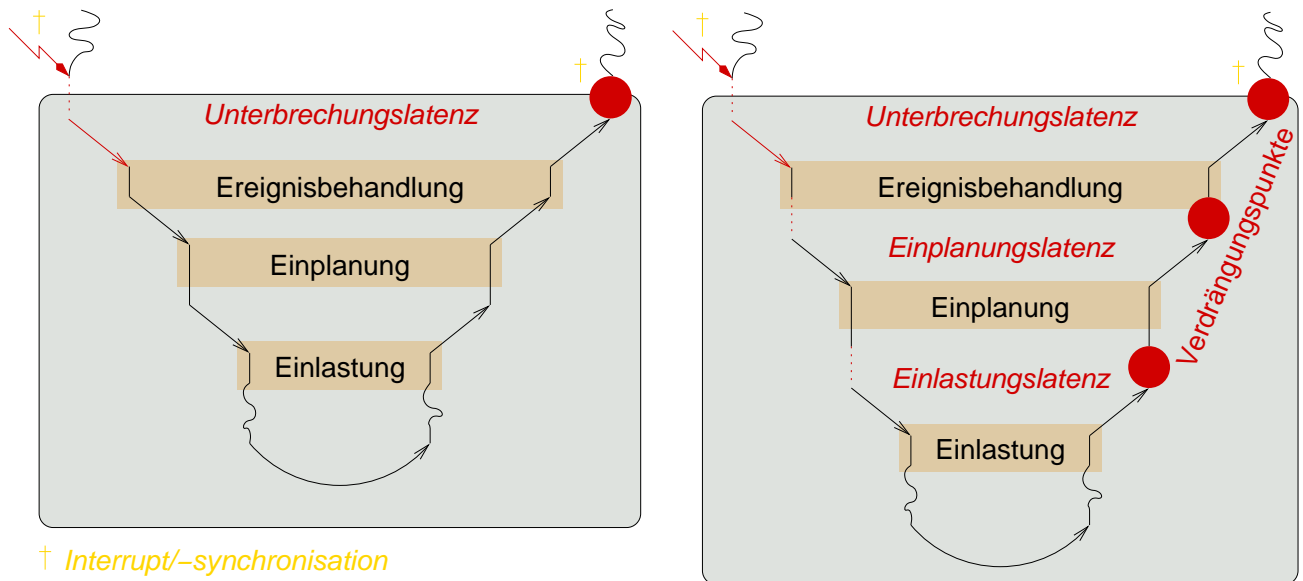 †
†
Unterbrechungslatenz
Ereignisbehandlung
Einplanung
Einlastung
† Interrupt/−synchronisation
†
†
Unterbrechungslatenz
Ereignisbehandlung
Einplanungslatenz
Einplanung
Einlastungslatenz
Einlastung
Verdrängungspunkte